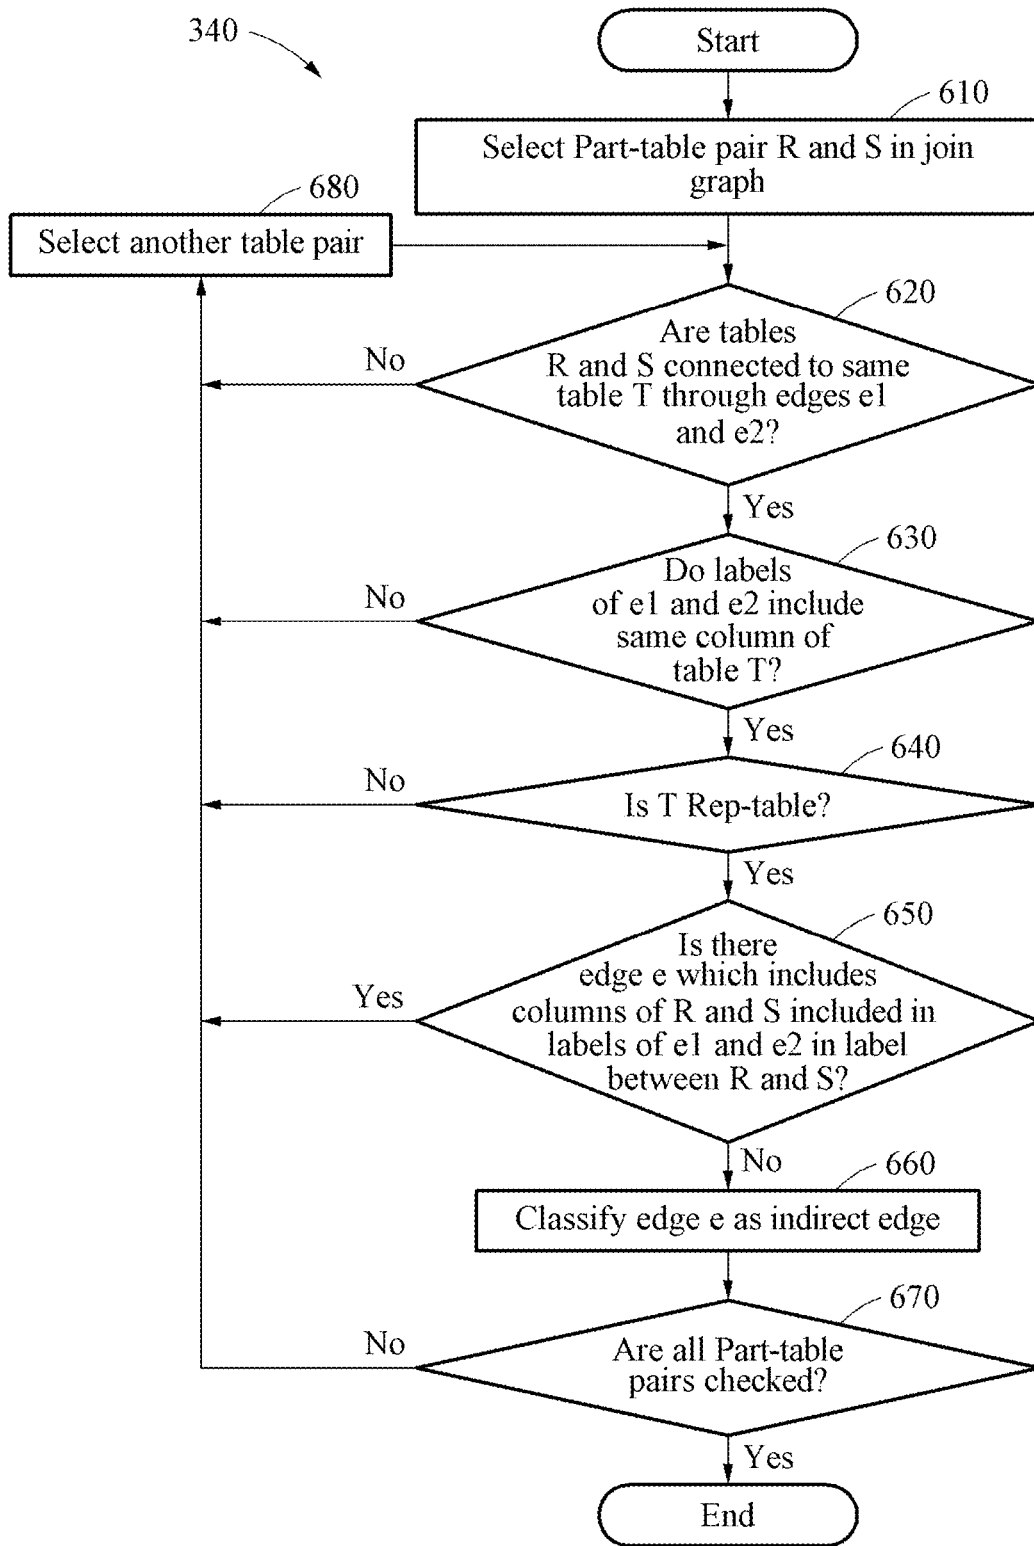 340
Start
610
Select Part-table pair R and S in join
graph
680
Select another table pair
620
Are tables
R and S connected to same
table T through edges e1
and e2?
No
Yes
630
Do labels
of e1 and e2 include
same column of
table T?
No
Yes
640
Is T Rep-table?
No
Yes
650
Is there
edge e which includes
columns of R and S included in
labels of e1 and e2 in label
between R and S?
Yes
No
660
Classify edge e as indirect edge
670
Are all Part-table
pairs checked?
No
Yes
End